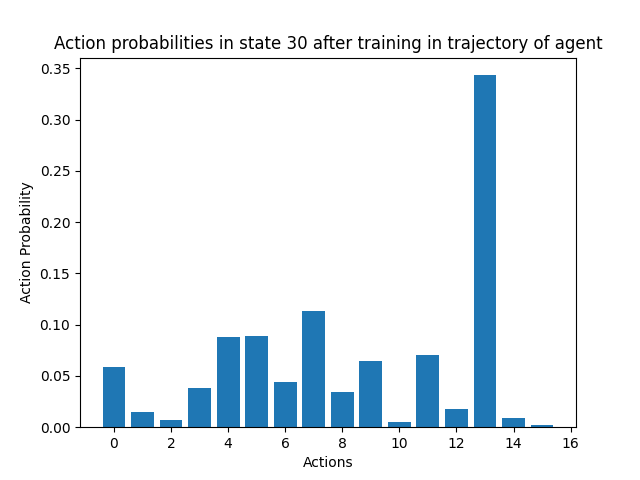 Action probabilities in state 30 after training in trajectory of agent
0.35
0.30
0.25
0.20
0.15
0.10
0.05
0.00
Action Probability
0 2 4 6 8 10 12 14 16
Actions